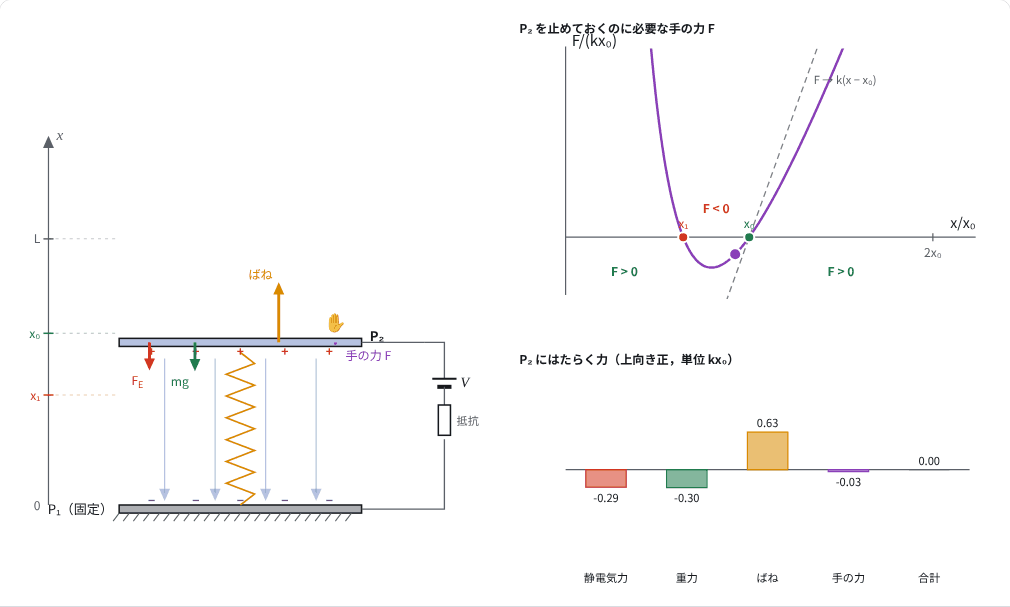 P₂ を止めておくのに必要な手の力 F
F/(kx₀)
F → k(x − x₀)
F < 0
x₁
x₀
x/x₀
2x₀
F > 0
F > 0
x
L
ばね
x₀
P₂
手の力 F
F_E
mg
x₁
V
抵抗
0
P₁（固定）
+ + + + +
− − − − −
P₂ にはたらく力（上向き正，単位 kx₀）
0.63
0.00
-0.03
-0.29
-0.30
静電気力
重力
ばね
手の力
合計